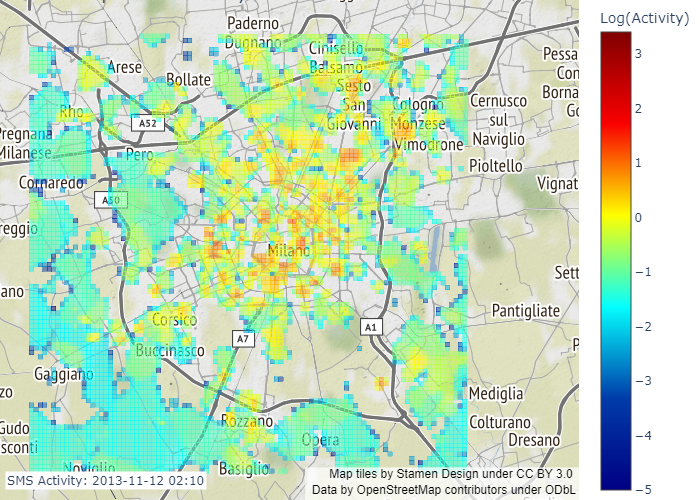 Log(Activity)
3
2
1
0
−1
−2
−3
−4
−5
Paderno
Dugnano
Cinisello
Balsamo
Arese
Bollate
Sesto
San
Giovanni
Cologno
Monzese
Cernusco
sul
Naviglio
Pessa
Con
Borna
Go
Rho
A52
Pregnana
Milanese
Pero
Vimodrone
Pioltello
Cornaredo
A50
Vignat
reggio
Milano
Sett
ano
Pantigliate
Corsico
A7
A1
P
Buccinasco
Gaggiano
zo
Mediglia
Gudo
sconti
Rozzano
Opera
Colturano
Dresano
Noviglio
Basiglio
SMS Activity: 2013-11-12 02:10
Map tiles by Stamen Design under CC BY 3.0
Data by OpenStreetMap contributors under ODbL